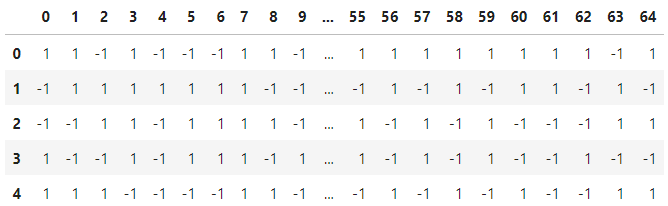 0 1 2 3 4 5 6 7 8 9 ... 55 56 57 58 59 60 61 62 63 64
0 1 1 -1 1 -1 -1 -1 1 1 -1 ... 1 1 1 1 1 1 1 1 -1 1
1 -1 1 1 1 1 1 1 1 -1 -1 ... -1 1 -1 1 -1 1 1 -1 1 -1
2 -1 -1 1 1 -1 1 1 1 1 -1 ... 1 -1 1 -1 1 -1 -1 -1 1 1
3 1 -1 -1 1 -1 1 1 1 -1 1 ... 1 -1 1 -1 1 -1 -1 1 -1 -1
4 1 1 1 -1 -1 -1 -1 1 1 -1 ... -1 1 -1 1 -1 1 -1 -1 1 1